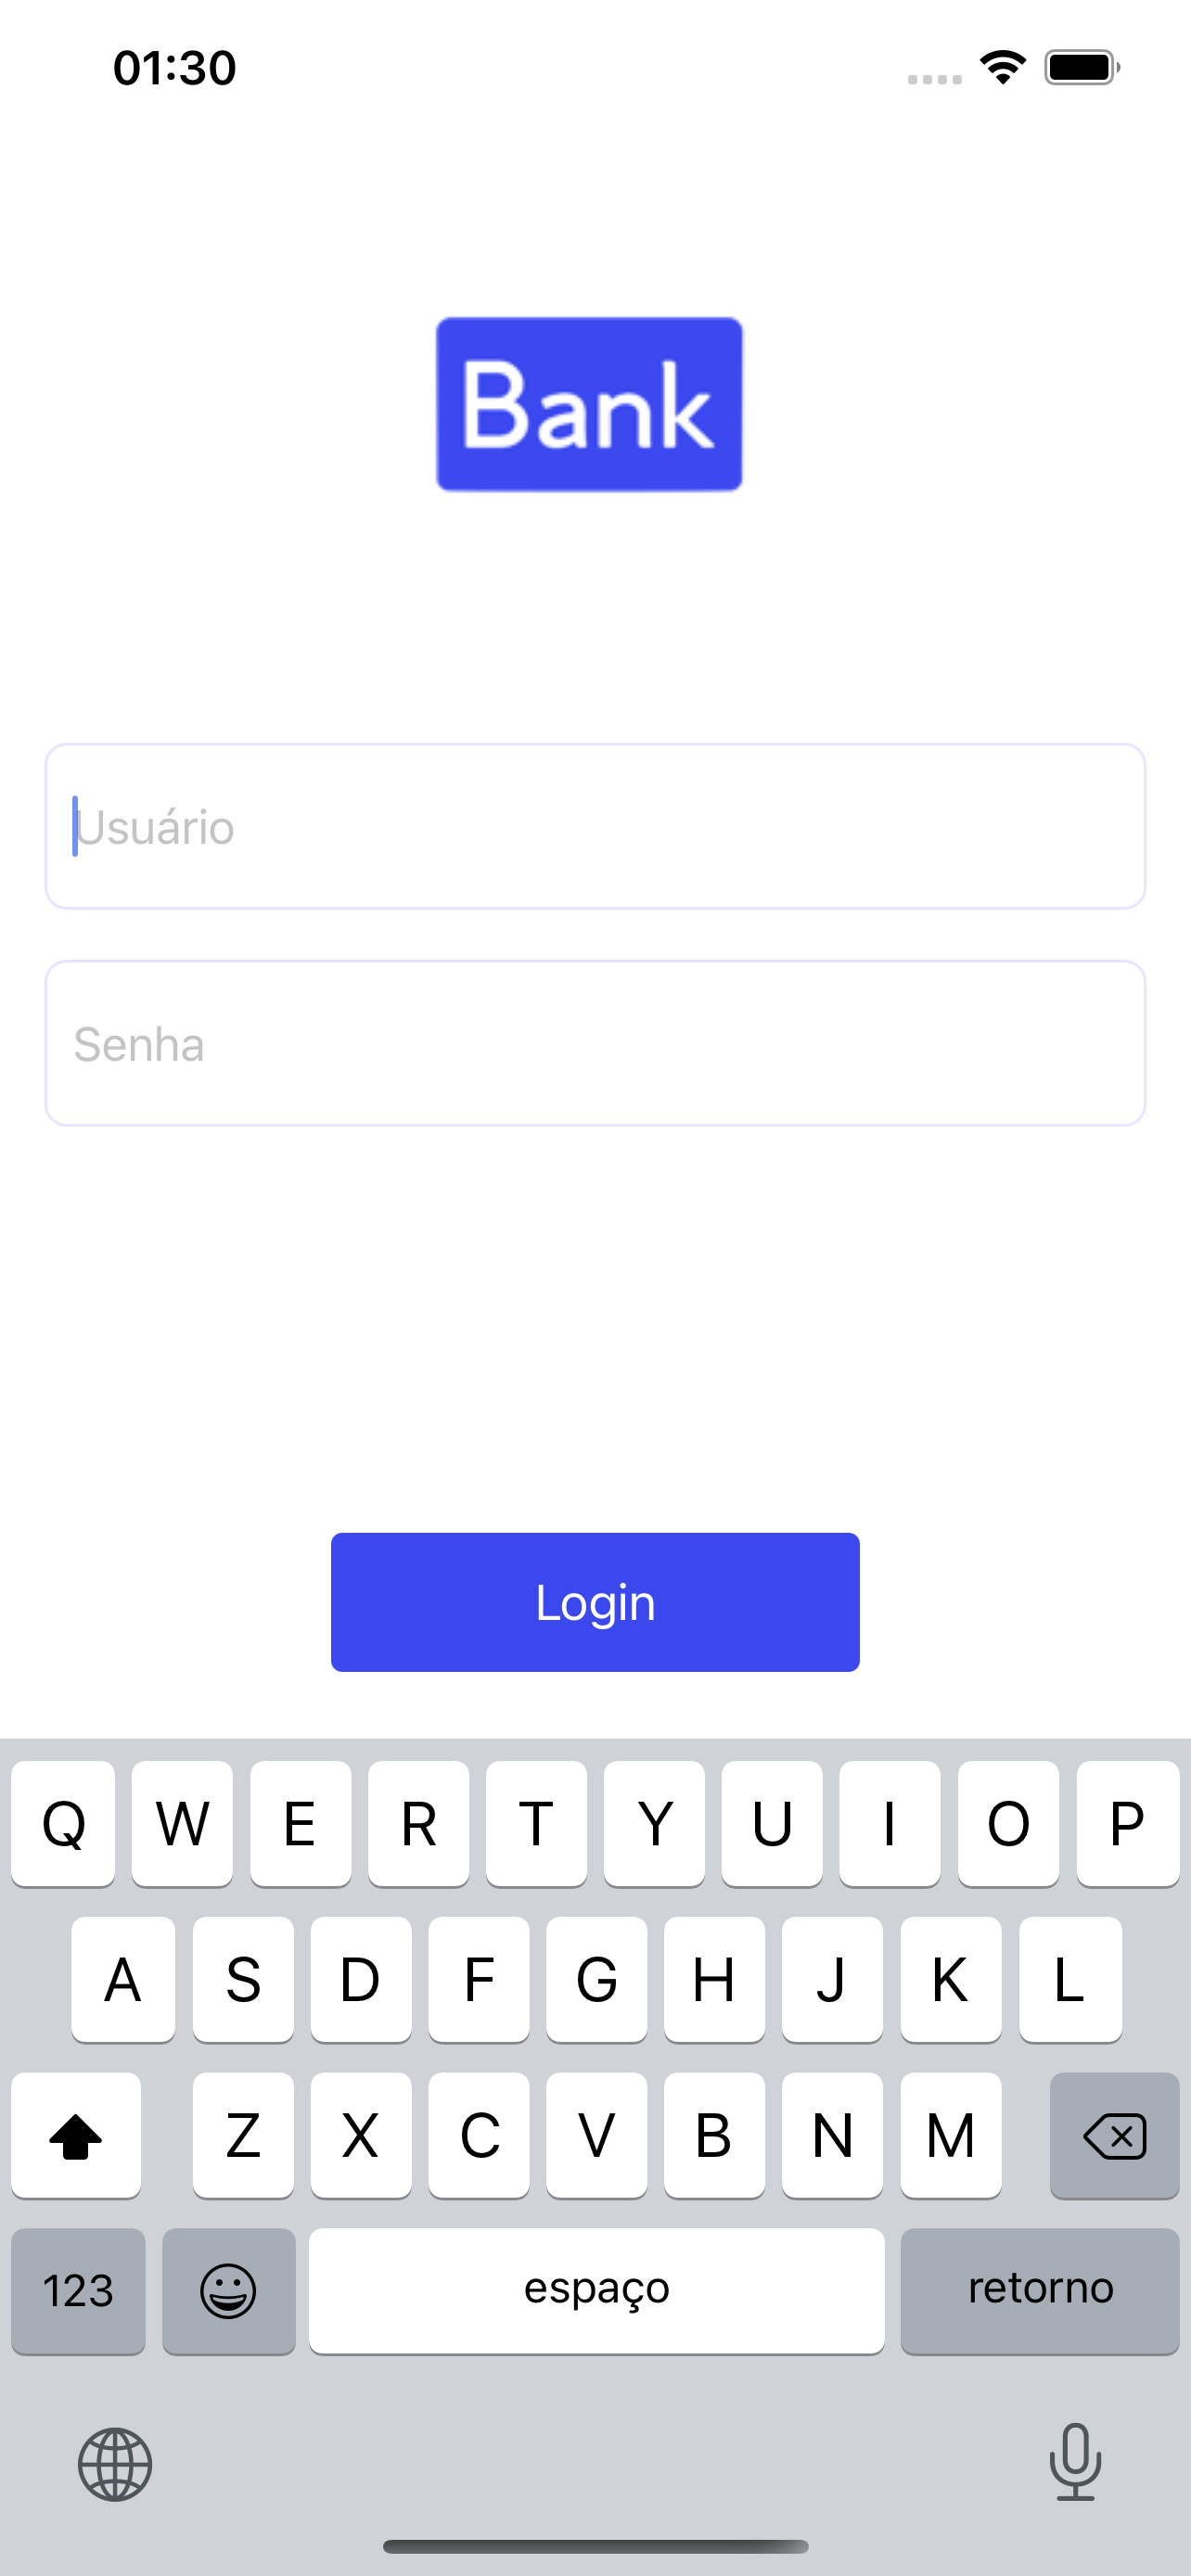 01:30
Bank
Usuário
Senha
Login
Q W E R T Y U I O P
A S D F G H J K L
Z X C V B N M
123 espaço retorno